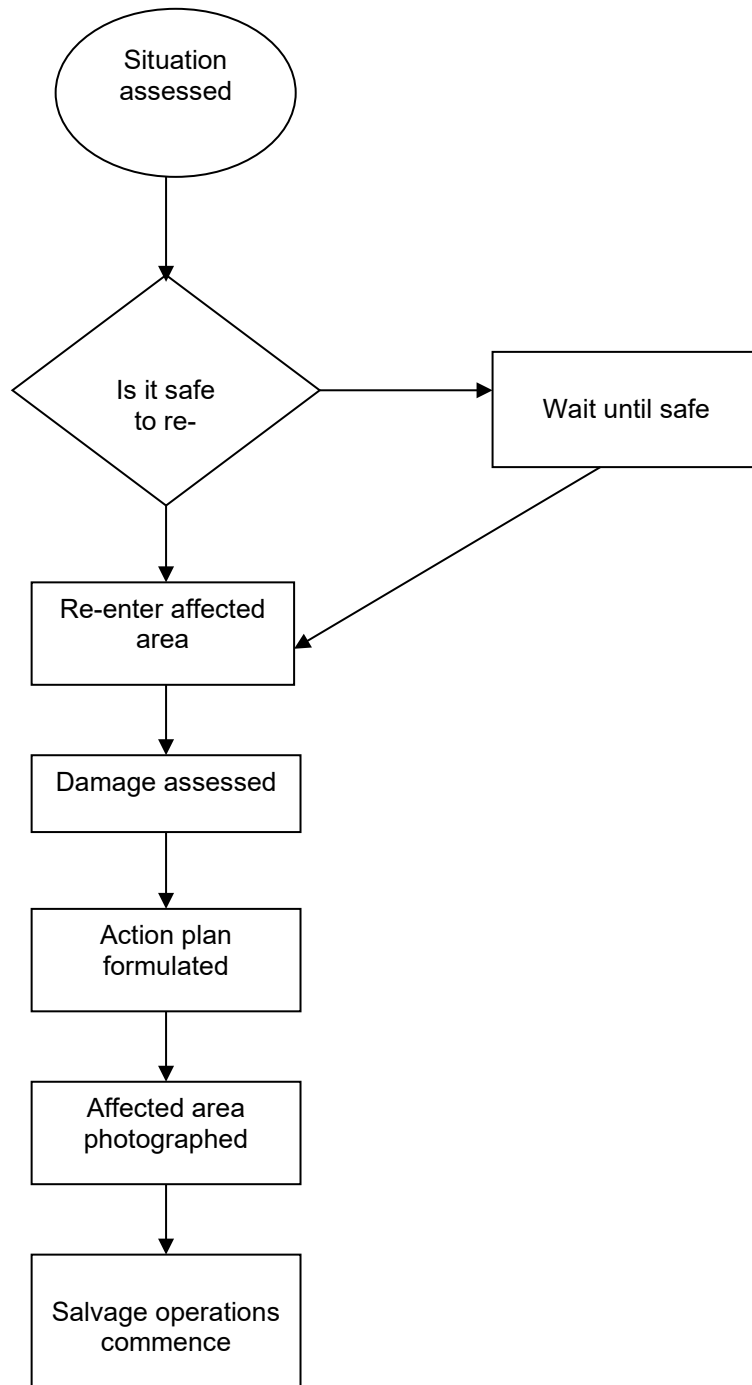 Situation
assessed
Is it safe
to re-
Wait until safe
Re-enter affected
area
Damage assessed
Action plan
formulated
Affected area
photographed
Salvage operations
commence